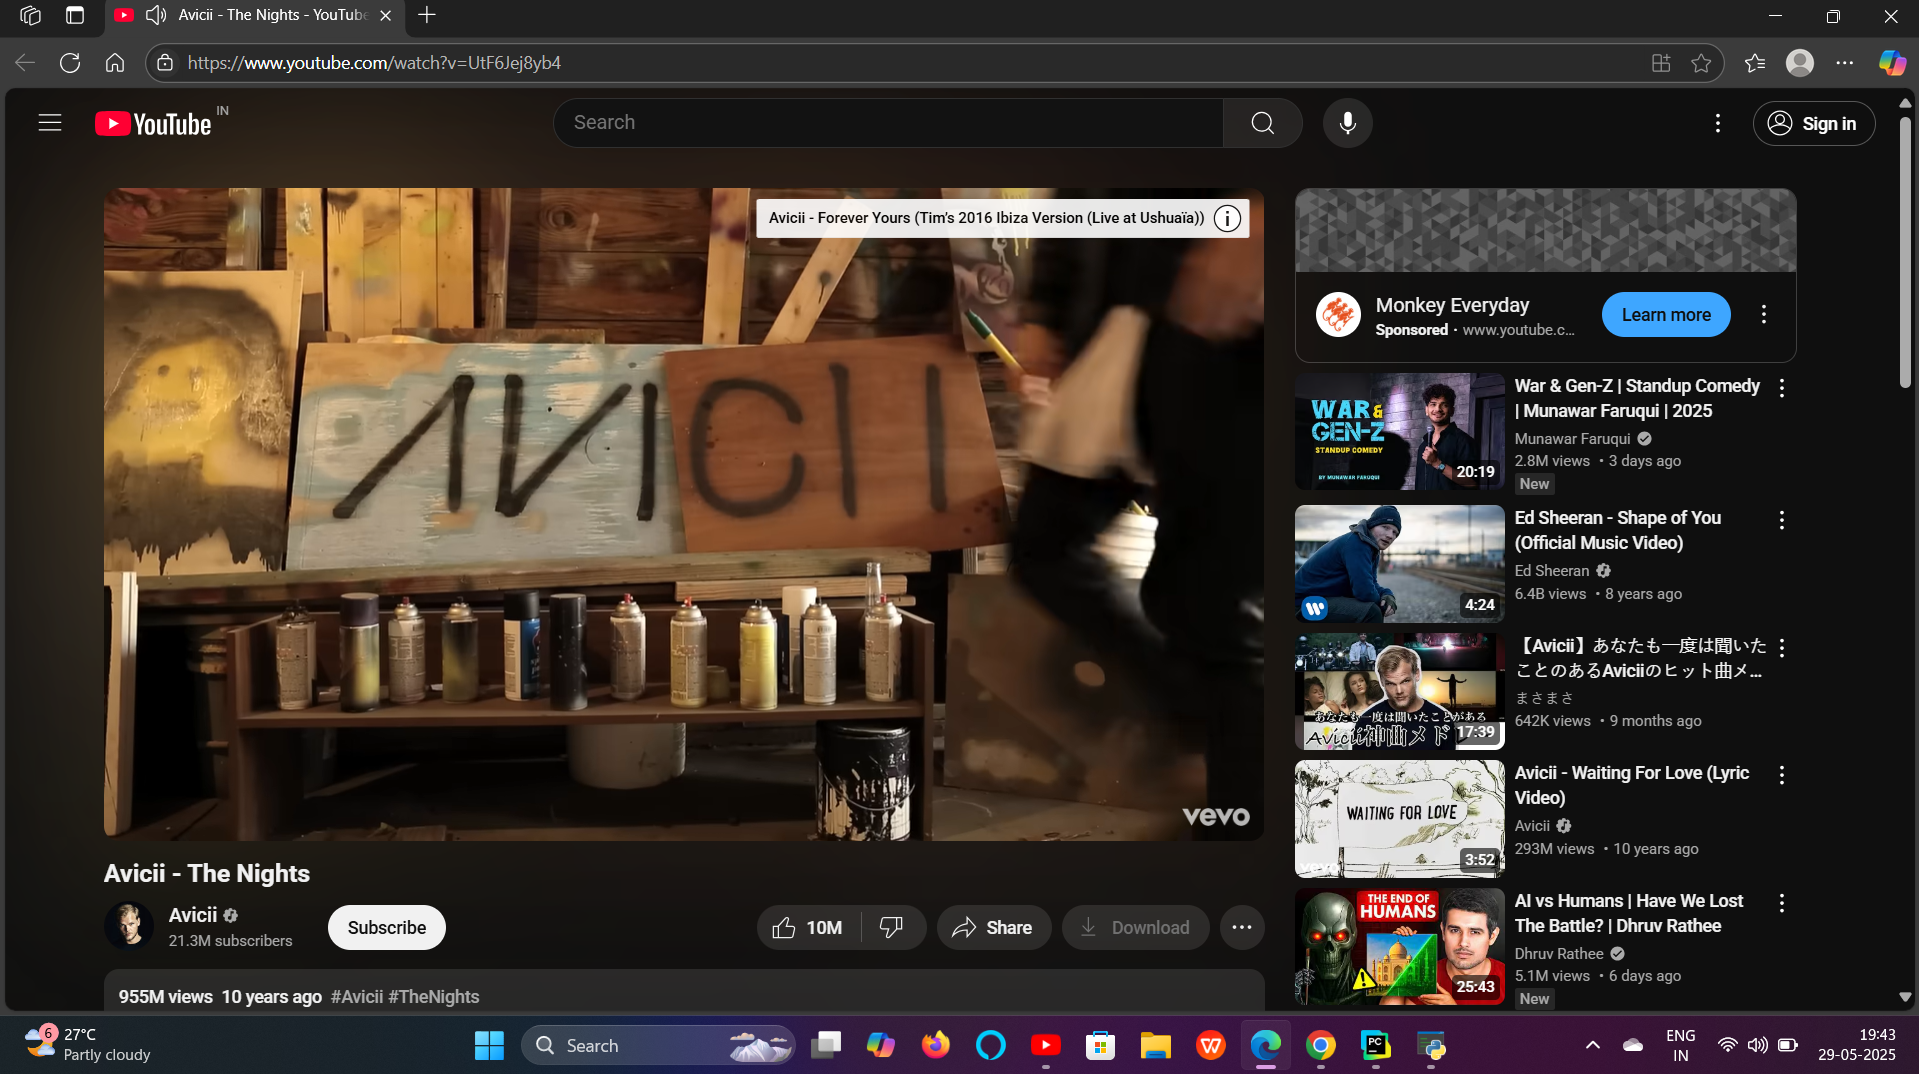 Avicii - The Nights - YouTube
https://www.youtube.com/watch?v=UtF6Jej8yb4
YouTube IN
Search
Sign in
Avicii - Forever Yours (Tim's 2016 Ibiza Version (Live at Ushuaïa))
AVICII
vevo
Avicii - The Nights
Avicii
21.3M subscribers
Subscribe
10M
Share
Download
955M views 10 years ago #Avicii #TheNights
Monkey Everyday
Sponsored · www.youtube.c...
Learn more
WAR &
GEN-Z
STANDUP COMEDY
BY MUNAWAR FARUQUI
20:19
War & Gen-Z | Standup Comedy
| Munawar Faruqui | 2025
Munawar Faruqui
2.8M views • 3 days ago
New
4:24
Ed Sheeran - Shape of You
(Official Music Video)
Ed Sheeran
6.4B views • 8 years ago
あなたも一度は聞いたことがある
Avicii神曲メド
17:39
【Avicii】あなたも一度は聞いた
ことのあるAviciiのヒット曲メ...
まさまさ
642K views • 9 months ago
WAITING FOR LOVE
vevo
3:52
Avicii - Waiting For Love (Lyric
Video)
Avicii
293M views • 10 years ago
THE END OF
HUMANS
25:43
AI vs Humans | Have We Lost
The Battle? | Dhruv Rathee
Dhruv Rathee
5.1M views • 6 days ago
New
6
27°C
Partly cloudy
Search
PC
ENG
IN
19:43
29-05-2025